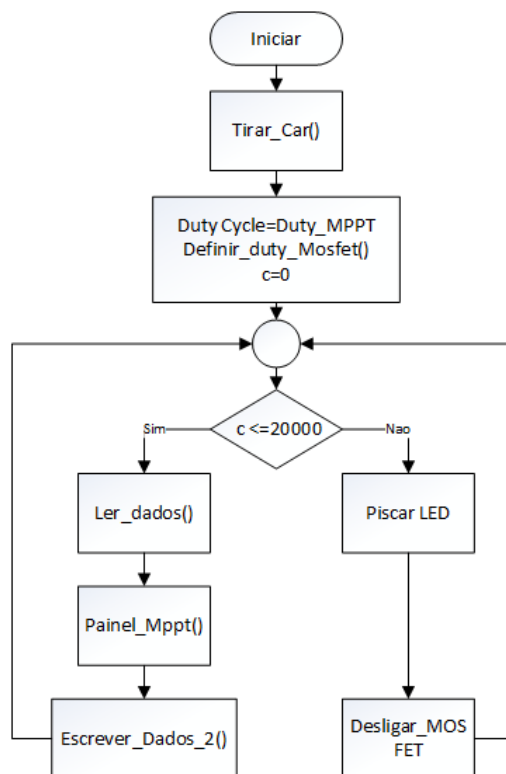 Iniciar
Tirar_Car()
Duty Cycle=Duty_MPPT
Definir_duty_Mosfet()
c=0
c <=20000
Sim
Nao
Ler_dados()
Piscar LED
Painel_Mppt()
Escrever_Dados_2()
Desligar_MOS
FET